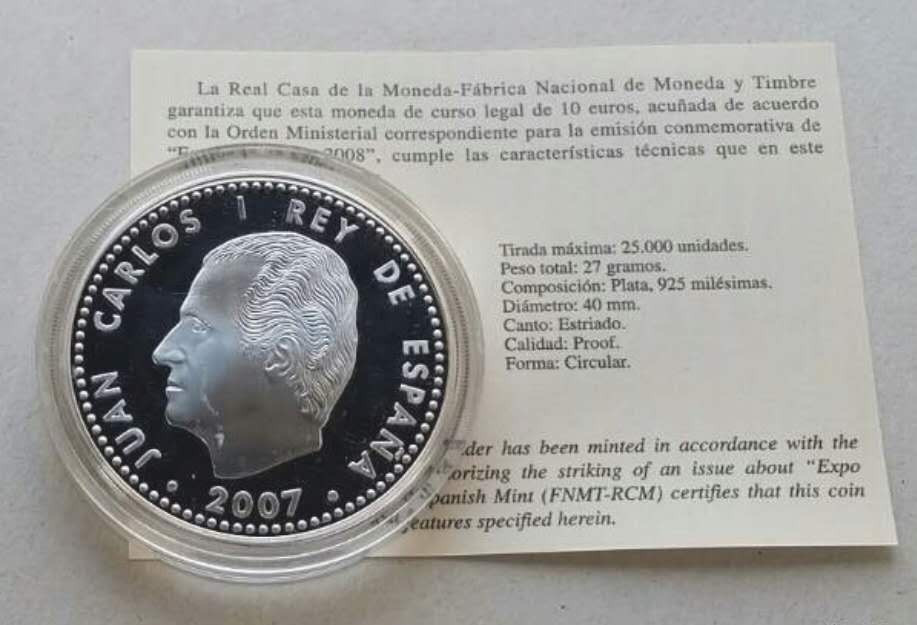 La Real Casa de la Moneda-Fábrica Nacional de Moneda y Timbre
garantiza que esta moneda de curso legal de 10 euros, acuñada de acuerdo
con la Orden Ministerial correspondiente para la emisión conmemorativa de
2008”, cumple las características técnicas que en este
Tirada máxima: 25.000 unidades.
Peso total: 27 gramos.
Composición: Plata, 925 milésimas.
Diámetro: 40 mm.
Canto: Estriado.
Calidad: Proof.
Forma: Circular.
has been minted in accordance with the
the striking of an issue about “Expo
Mint (FNMT-RCM) certifies that this coin
features specified herein.
JUAN CARLOS I REY DE ESPAÑA
• 2007 •